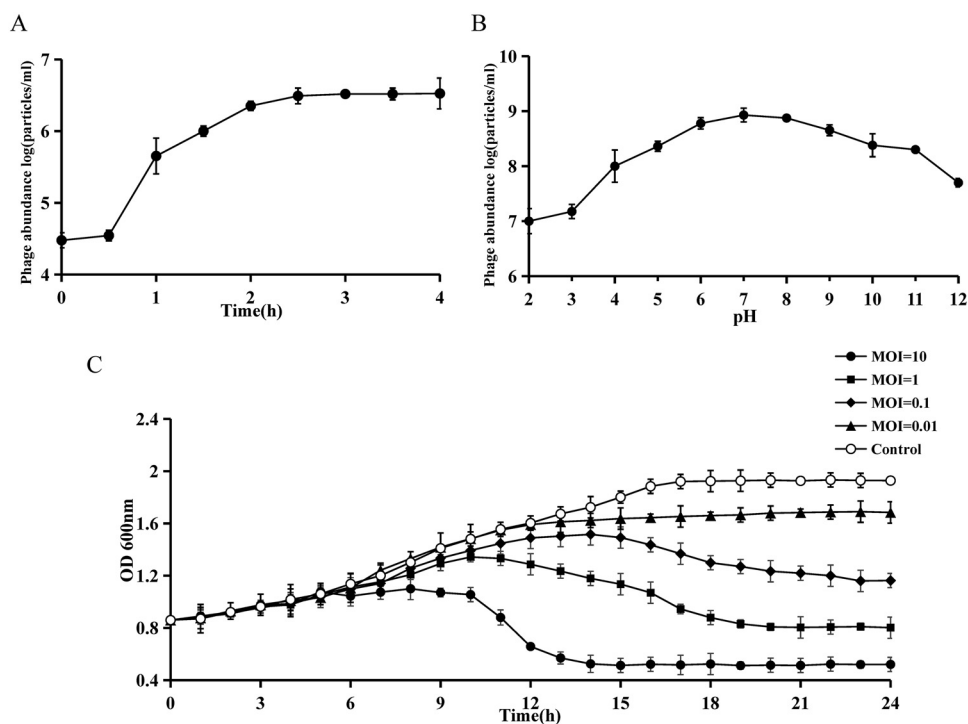 A
Phage abundance log(particles/ml)
7
6
5
4
0
1
2
3
4
Time(h)
B
Phage abundance log(particles/ml)
10
9
8
7
6
2
3
4
5
6
7
8
9
10
11
12
pH
C
MOI=10
MOI=1
MOI=0.1
MOI=0.01
Control
OD 600nm
2.4
2
1.6
1.2
0.8
0.4
0
3
6
9
12
15
18
21
24
Time(h)